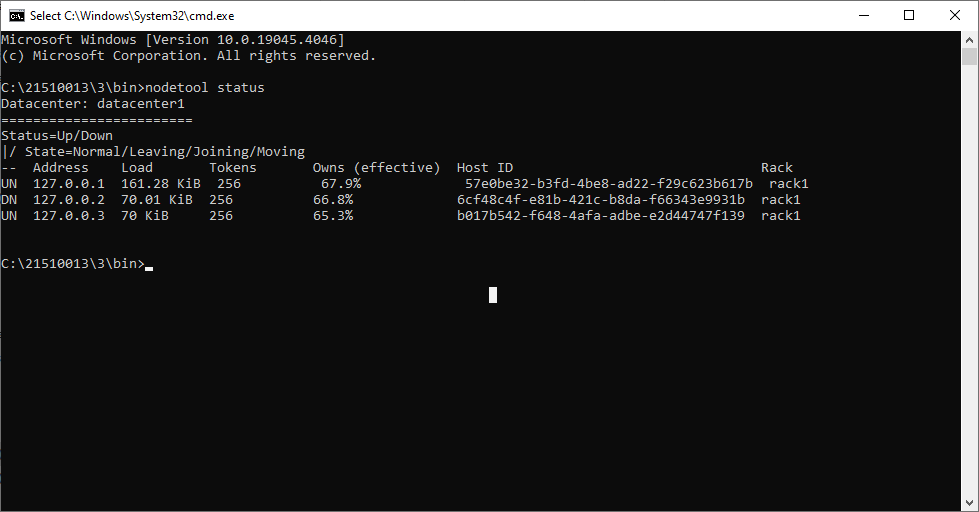 Select C:\Windows\System32\cmd.exe
Microsoft Windows [Version 10.0.19045.4046]
(c) Microsoft Corporation. All rights reserved.
C:\21510013\3\bin>nodetool status
Datacenter: datacenter1
========================
Status=Up/Down
|/ State=Normal/Leaving/Joining/Moving
--  Address    Load       Tokens       Owns (effective)  Host ID                               Rack
UN  127.0.0.1  161.28 KiB  256          67.9%             57e0be32-b3fd-4be8-ad22-f29c623b617b  rack1
DN  127.0.0.2  70.01 KiB  256          66.8%             6cf48c4f-e81b-421c-b8da-f66343e9931b  rack1
UN  127.0.0.3  70 KiB     256          65.3%             b017b542-f648-4afa-adbe-e2d44747f139  rack1
C:\21510013\3\bin>